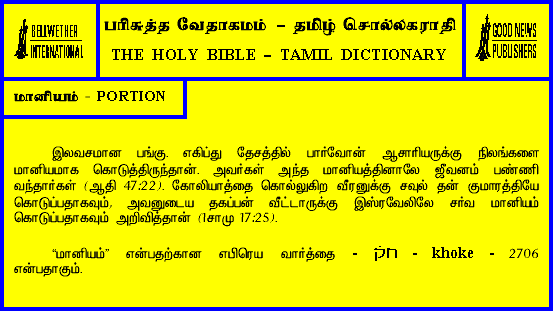 BELLWETHER
INTERNATIONAL
பரிசுத்த வேதாகமம் – தமிழ் சொல்லகராதி
THE HOLY BIBLE – TAMIL DICTIONARY
GOOD NEWS
PUBLISHERS
மானியம் - PORTION
இலவசமான பங்கு. எகிப்து தேசத்தில் பார்வோன் ஆசாரியருக்கு நிலங்களை
மானியமாக கொடுத்திருந்தான். அவர்கள் அந்த மானியத்தினாலே ஜீவனம் பண்ணி
வந்தார்கள் (ஆதி 47:22). கோலியாத்தை கொல்லுகிற வீரனுக்கு சவுல் தன் குமாரத்தியே
கொடுப்பதாகவும், அவனுடைய தகப்பன் வீட்டாருக்கு இஸ்ரவேலிலே சர்வ மானியம்
கொடுப்பதாகவும் அறிவித்தான் (1சாமு 17:25).
“மானியம்” என்பதற்கான எபிரெய வார்த்தை - חֹק - khoke - 2706
என்பதாகும்.